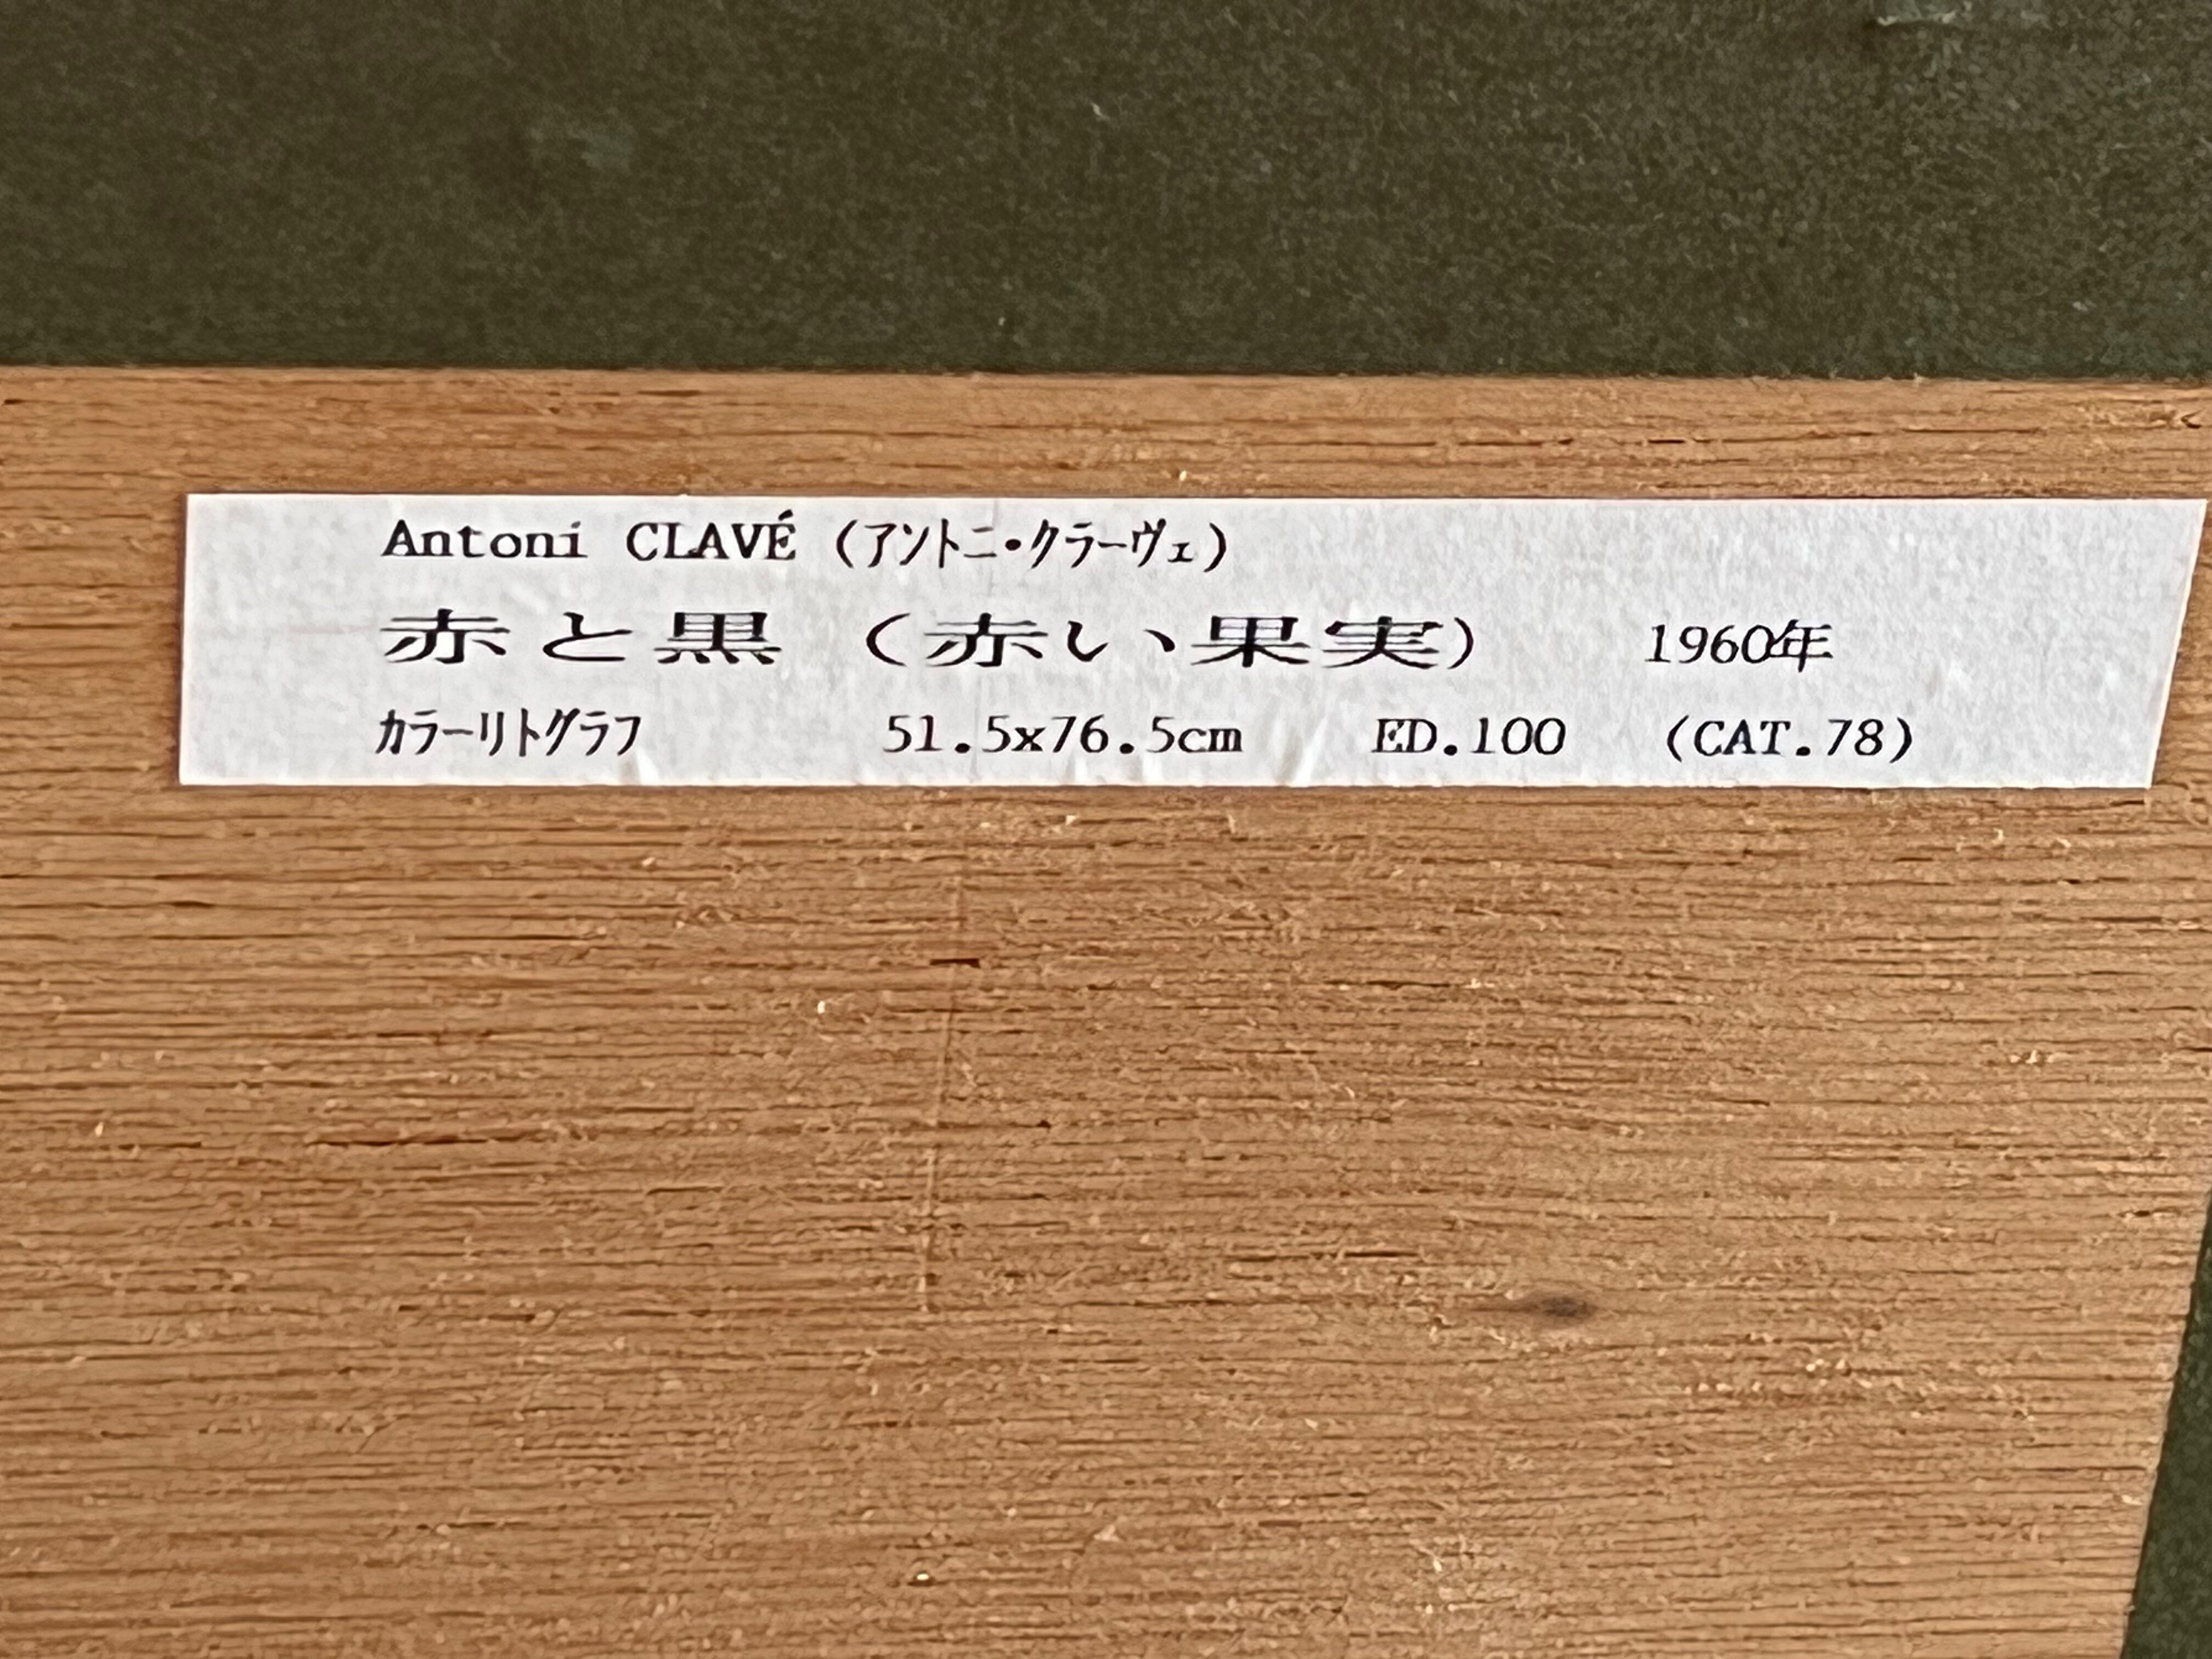 Antoni CLAVÉ (アントニ・クラーヴェ)
赤と黒 (赤い果実) 1960年
カラーリトグラフ 51.5x76.5cm ED.100 (CAT.78)